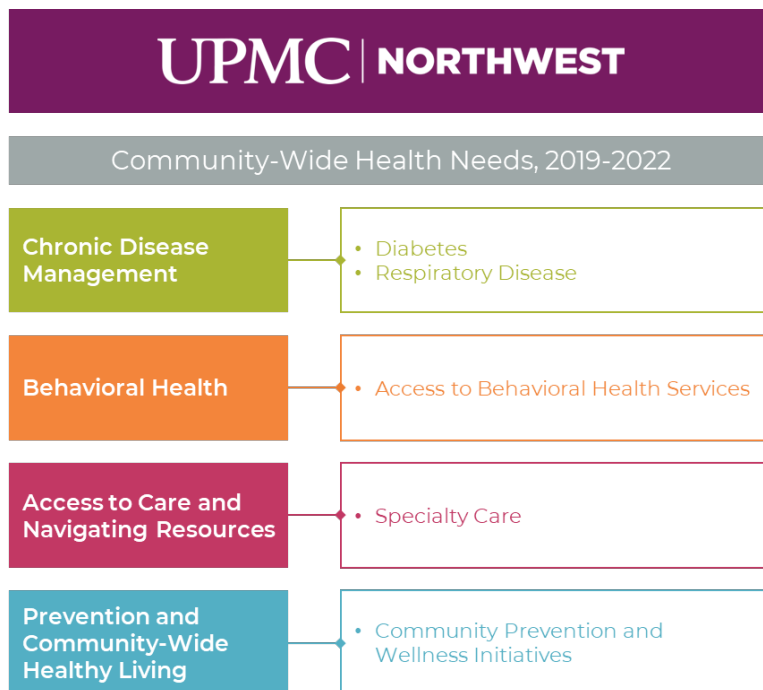 UPMC | NORTHWEST
Community-Wide Health Needs, 2019-2022
Chronic Disease
Management
• Diabetes
• Respiratory Disease
Behavioral Health
• Access to Behavioral Health Services
Access to Care and
Navigating Resources
• Specialty Care
Prevention and
Community-Wide
Healthy Living
• Community Prevention and
Wellness Initiatives